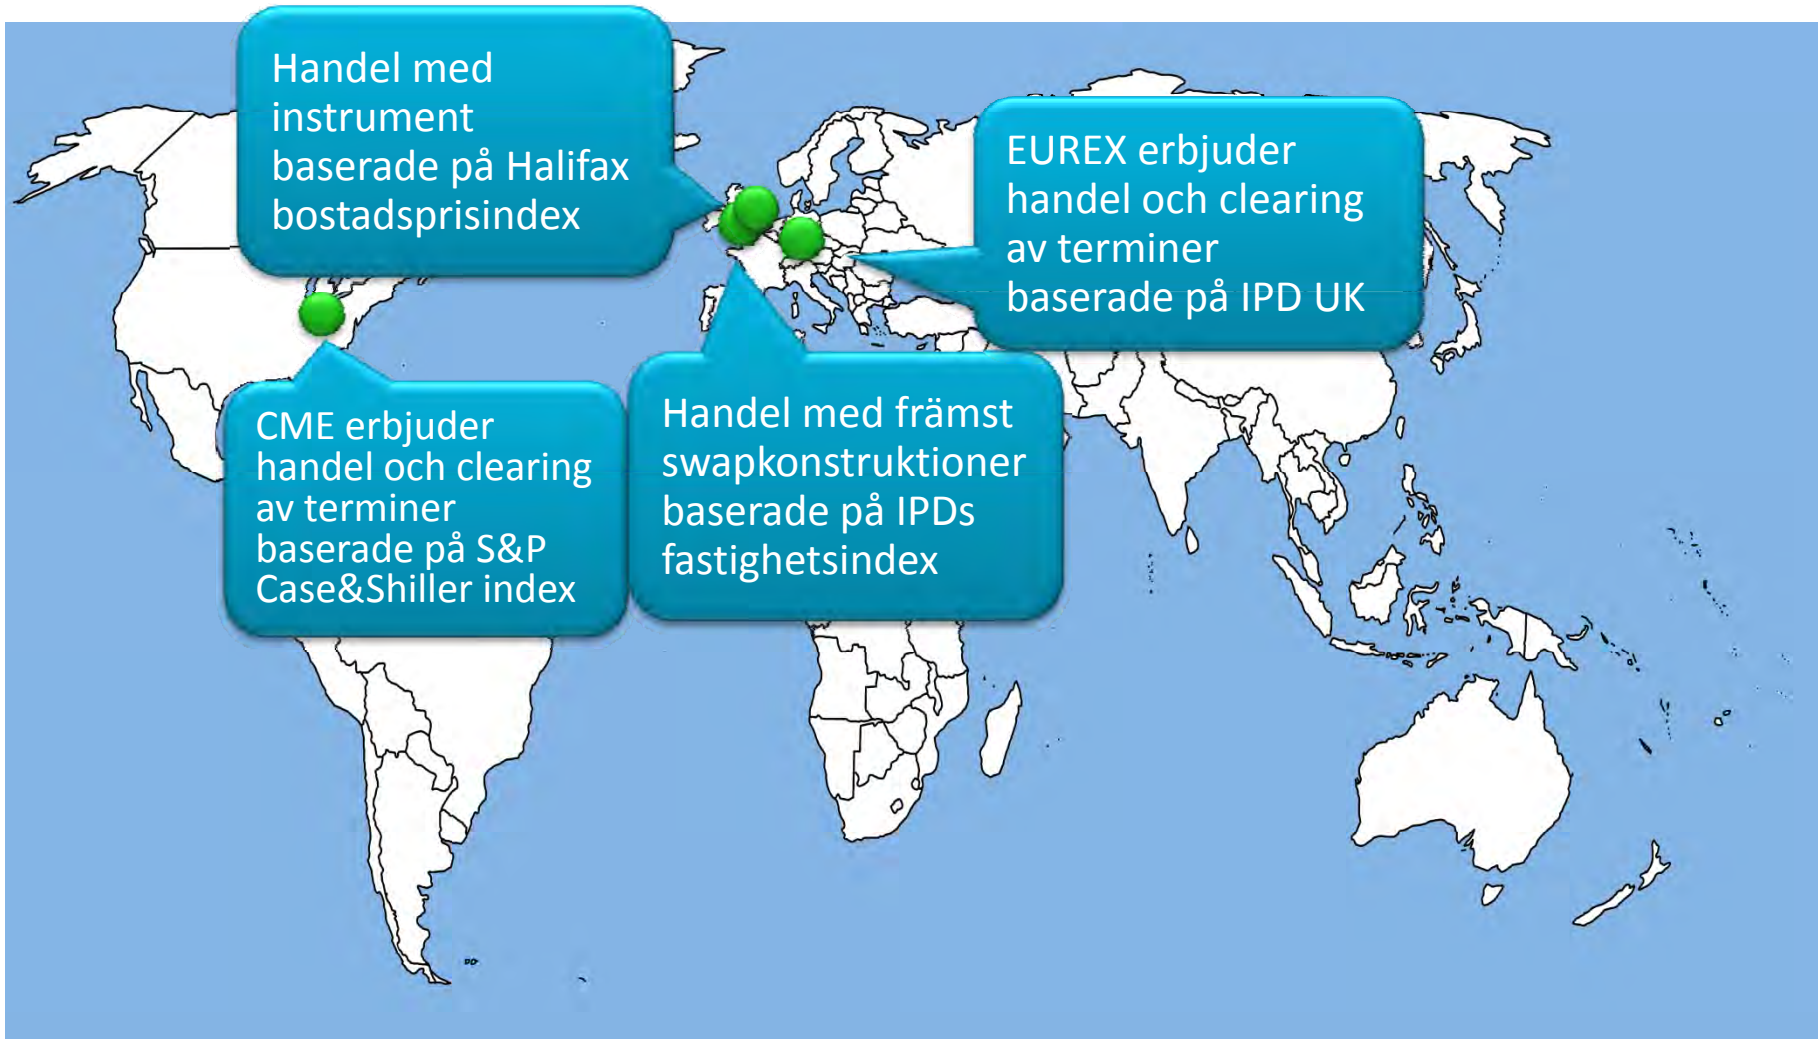 Handel med
instrument
baserade på Halifax
bostadsprisindex
EUREX erbjuder
handel och clearing
av terminer
baserade på IPD UK
CME erbjuder
handel och clearing
av terminer
baserade på S&P
Case&Shiller index
Handel med främst
swapkonstruktioner
baserade på IPDs
fastighetsindex